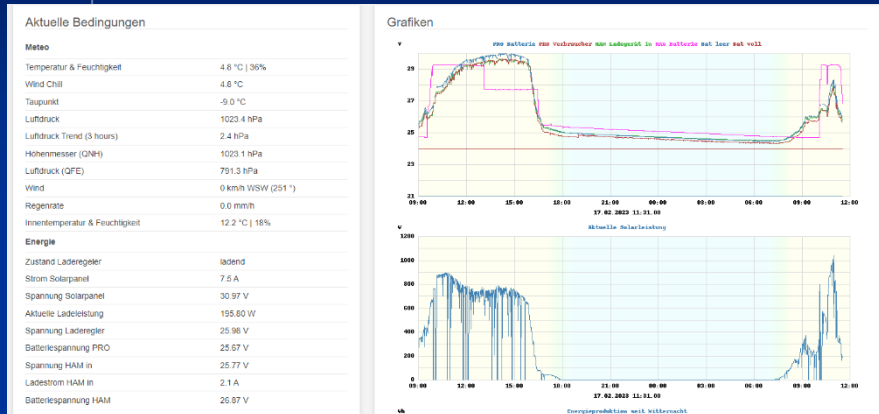 Aktuelle Bedingungen
Meteo
Temperatur & Feuchtigkeit 4.8 °C | 36%
Wind Chill 4.8 °C
Taupunkt -9.0 °C
Luftdruck 1023.4 hPa
Luftdruck Trend (3 hours) 2.4 hPa
Höhenmesser (QNH) 1023.1 hPa
Luftdruck (QFE) 791.3 hPa
Wind 0 km/h WSW (251 °)
Regenrate 0.0 mm/h
Innentemperatur & Feuchtigkeit 12.2 °C | 18%
Energie
Zustand Laderegeler ladend
Strom Solarpanel 7.5 A
Spannung Solarpanel 30.97 V
Aktuelle Ladeleistung 195.80 W
Spannung Laderegler 25.98 V
Batteriespannung PRO 25.67 V
Spannung HAM in 25.77 V
Ladestrom HAM in 2.1 A
Batteriespannung HAM 26.87 V
Grafiken
V
PRO Batterie PRO Verbraucher HAM Ladegerät in HAM Batterie Bat leer Bat voll
29
27
25
23
21
09:00 12:00 15:00 18:00 21:00 00:00 03:00 06:00 09:00 12:00
17.02.2023 11:31:00
W
Aktuelle Solarleistung
1200
1000
800
600
400
200
0
09:00 12:00 15:00 18:00 21:00 00:00 03:00 06:00 09:00 12:00
17.02.2023 11:31:00
Wh
Energieproduktion seit Mitternacht